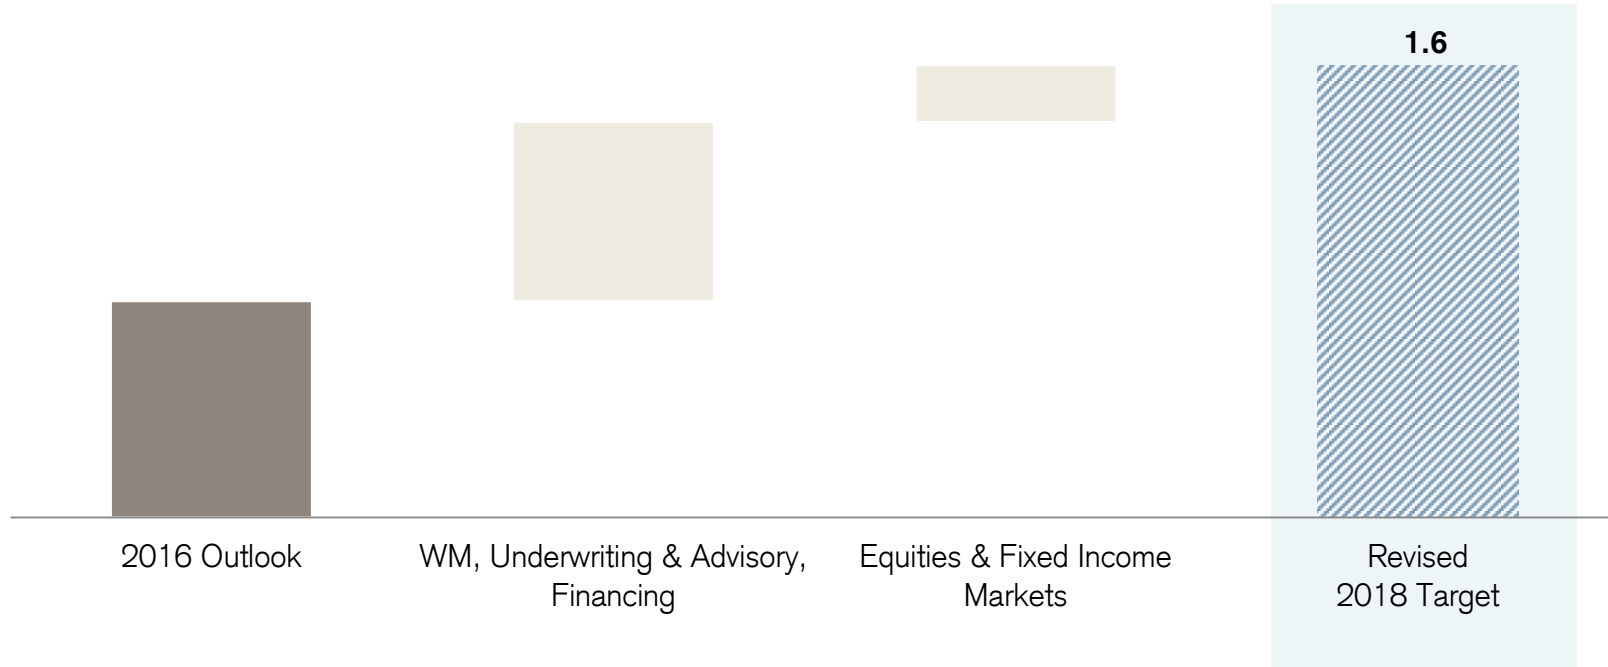 1.6
2016 Outlook
WM, Underwriting & Advisory,
Financing
Equities & Fixed Income
Markets
Revised
2018 Target